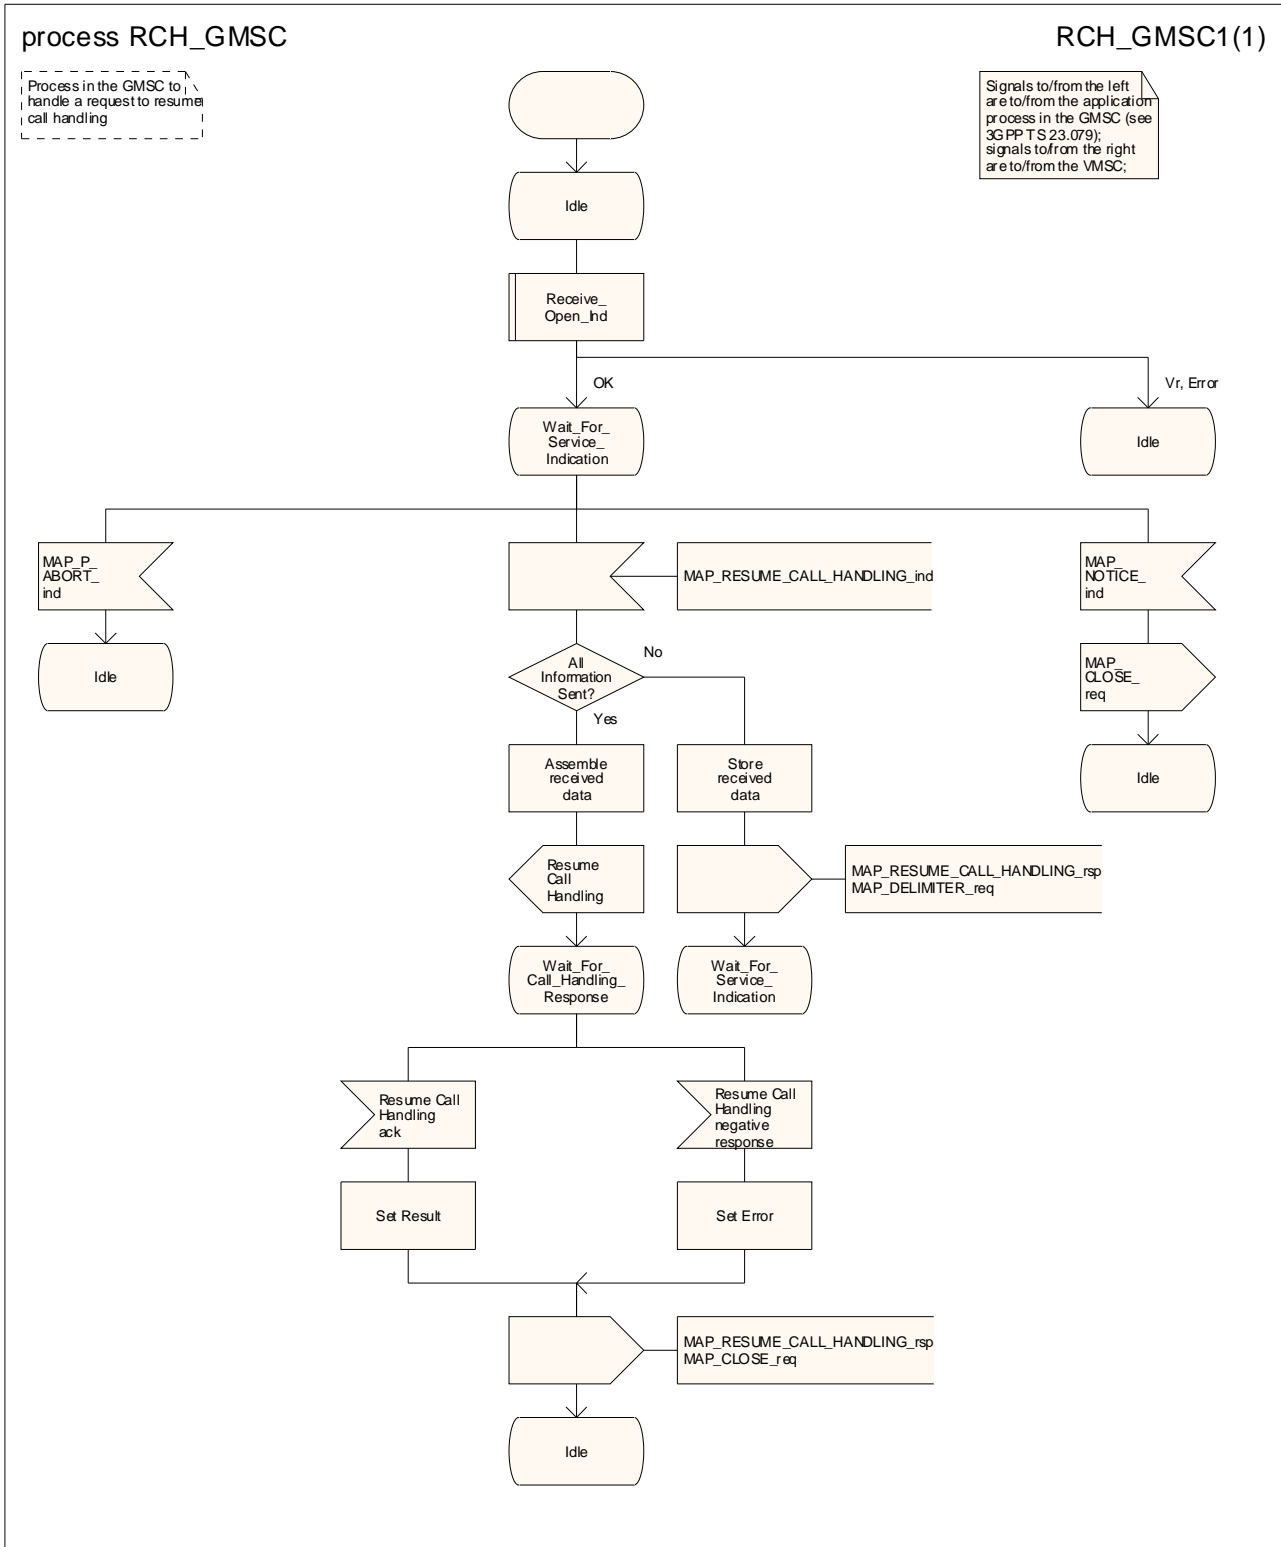 process RCH_GMSC
RCH_GMSC1(1)
Process in the GMSC to
handle a request to resume
call handling
Signals to/from the left
are to/from the application
process in the GMSC (see
3GPP TS 23.079);
signals to/from the right
are to/from the VMSC;
Idle
Receive_
Open_Ind
OK
Vr, Error
Wait_For_
Service_
Indication
Idle
MAP_P_
ABORT_
ind
MAP_RESUME_CALL_HANDLING_ind
MAP_
NOTICE_
ind
Idle
All
Information
Sent?
No
Yes
MAP_
CLOSE_
req
Assemble
received
data
Store
received
data
Idle
Resume
Call
Handling
MAP_RESUME_CALL_HANDLING_rsp
MAP_DELIMITER_req
Wait_For_
Call_Handling_
Response
Wait_For_
Service_
Indication
Resume Call
Handling
ack
Resume Call
Handling
negative
response
Set Result
Set Error
MAP_RESUME_CALL_HANDLING_rsp
MAP_CLOSE_req
Idle